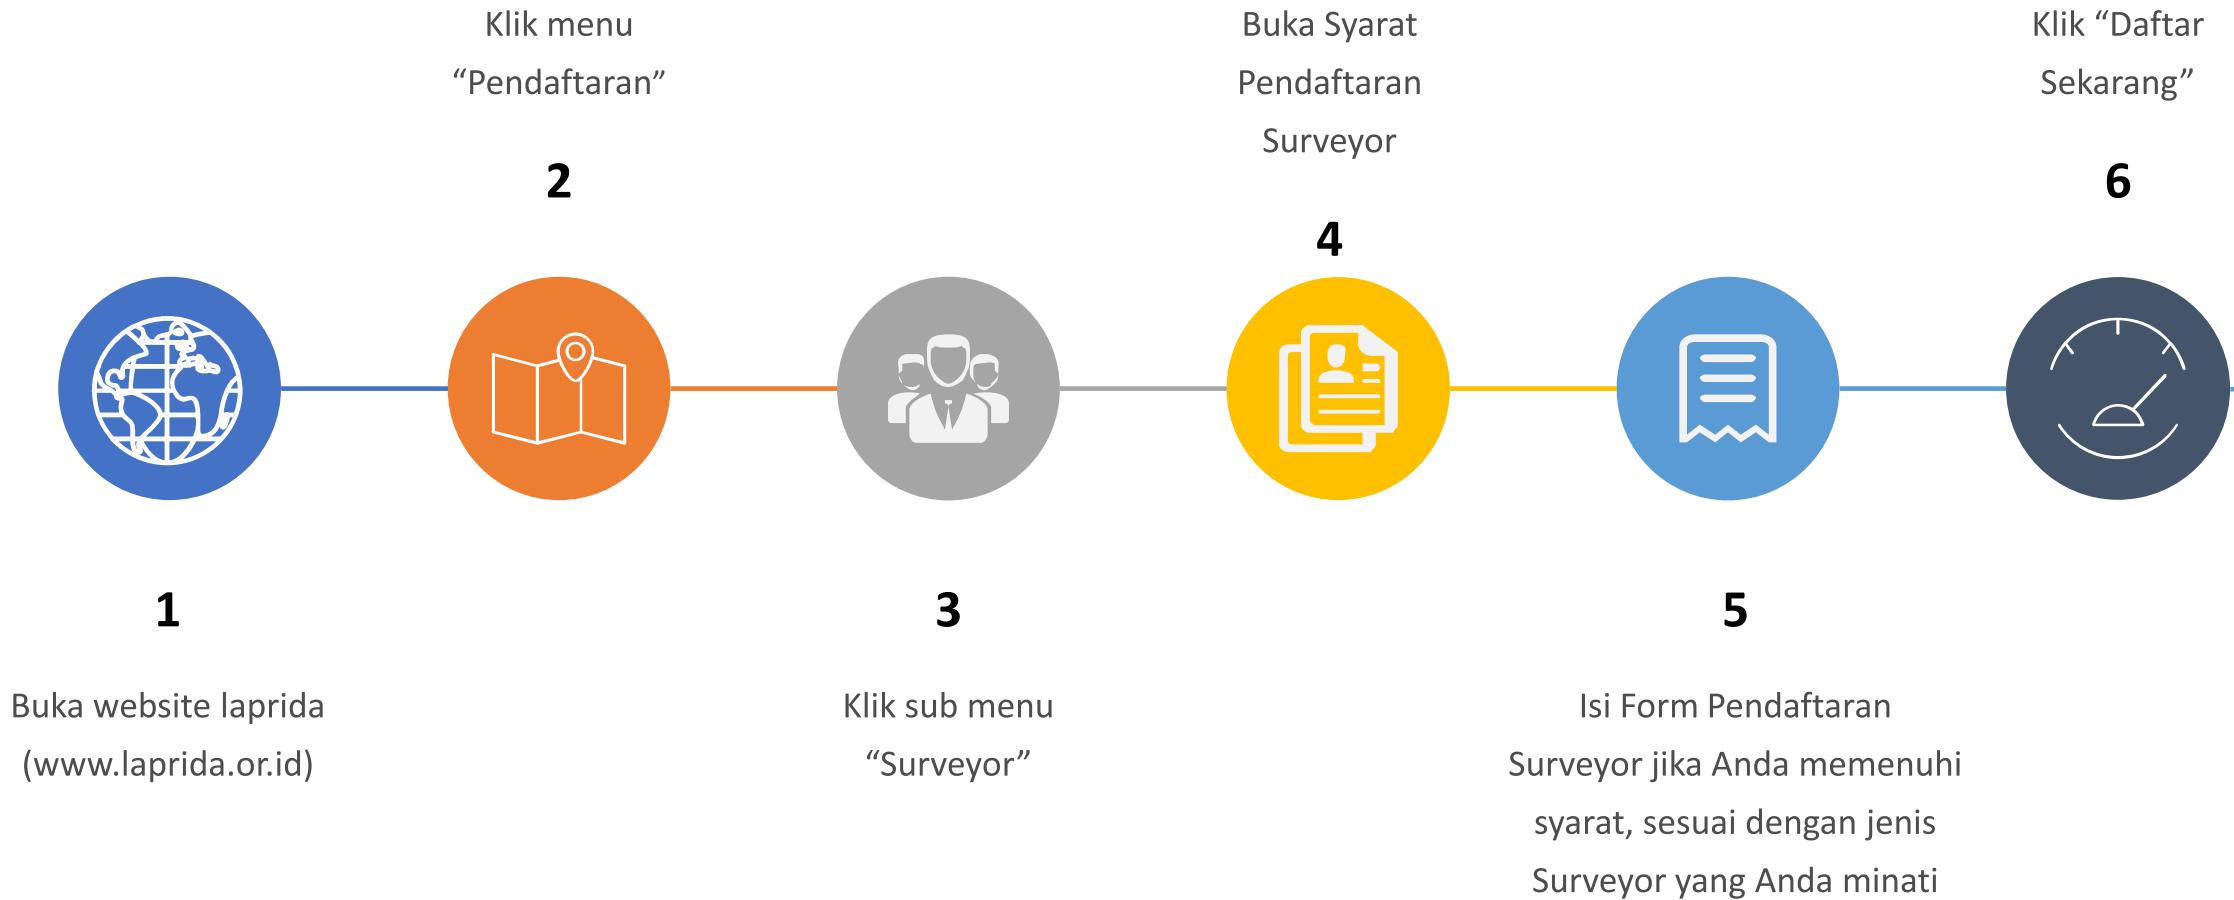 1
Buka website laprida
(www.laprida.or.id)
Klik menu
“Pendaftaran”
2
3
Klik sub menu
“Surveyor”
Buka Syarat
Pendaftaran
Surveyor
4
5
Isi Form Pendaftaran
Surveyor jika Anda memenuhi
syarat, sesuai dengan jenis
Surveyor yang Anda minati
Klik “Daftar
Sekarang”
6